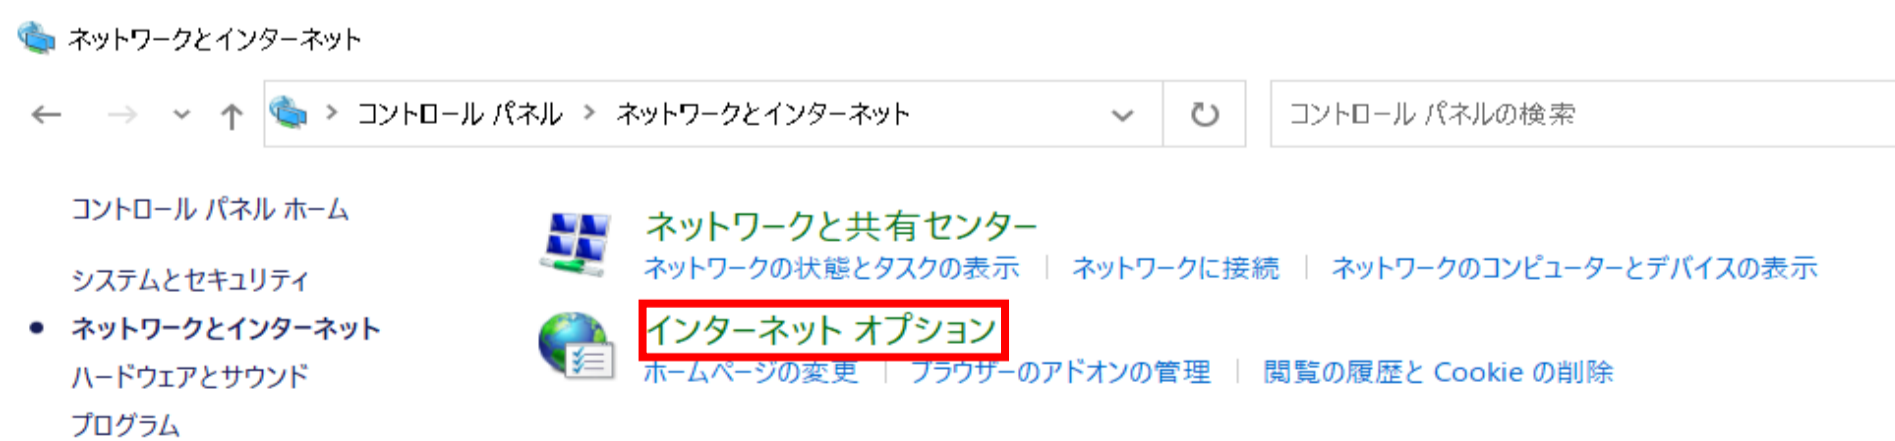 ネットワークとインターネット
コントロール パネル > ネットワークとインターネット
コントロール パネルの検索
コントロール パネル ホーム
システムとセキュリティ
ネットワークとインターネット
ハードウェアとサウンド
プログラム
ネットワークと共有センター
ネットワークの状態とタスクの表示 | ネットワークに接続 | ネットワークのコンピューターとデバイスの表示
インターネット オプション
ホームページの変更 | ブラウザーのアドオンの管理 | 閲覧の履歴と Cookie の削除